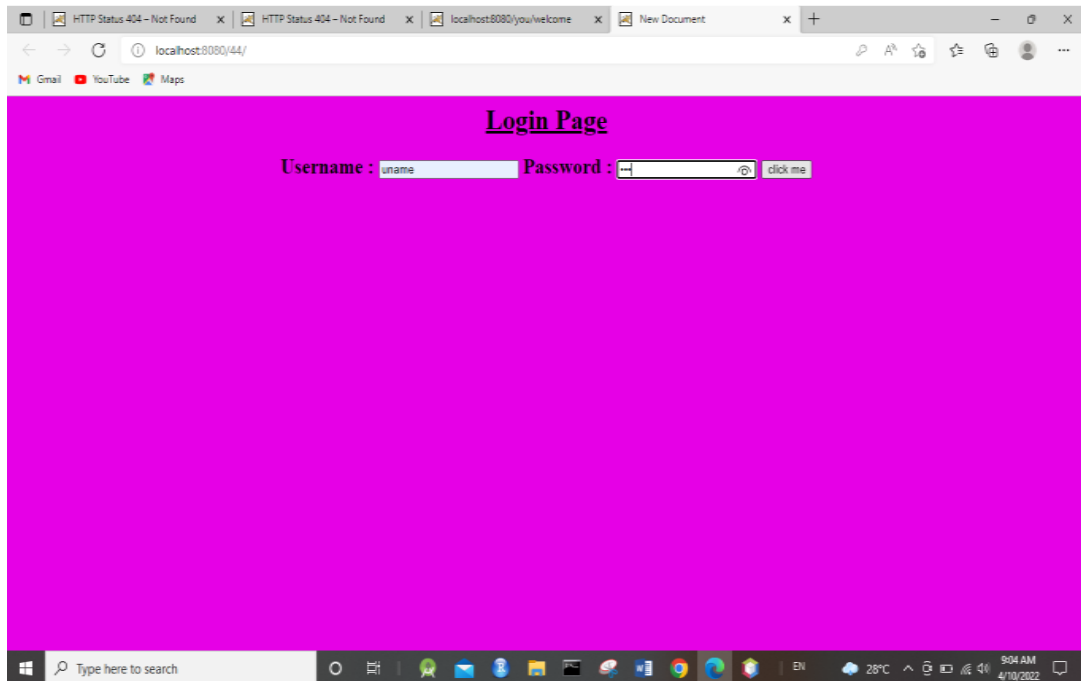 HTTP Status 404 – Not Found HTTP Status 404 – Not Found localhost:8080/you/welcome New Document
localhost:8080/44/
Gmail YouTube Maps
Login Page
Username : uname Password : click me
Type here to search EN 28°C 9:04 AM
4/10/2022